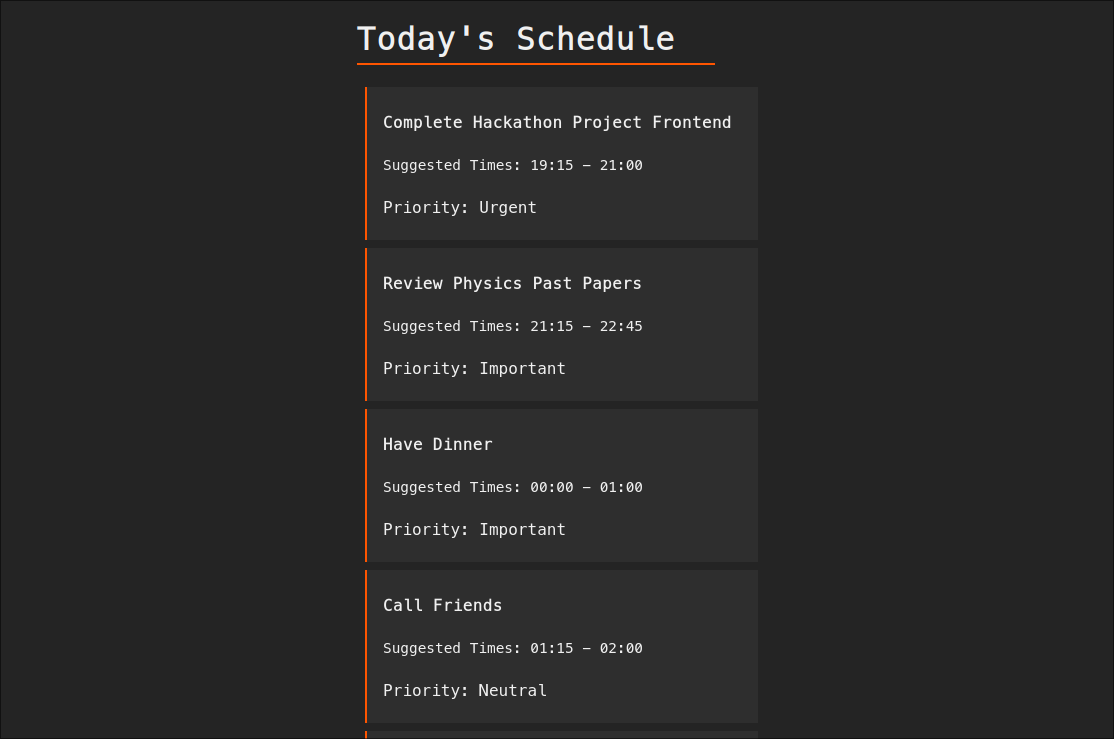 Today's Schedule
Complete Hackathon Project Frontend
Suggested Times: 19:15 – 21:00
Priority: Urgent
Review Physics Past Papers
Suggested Times: 21:15 – 22:45
Priority: Important
Have Dinner
Suggested Times: 00:00 – 01:00
Priority: Important
Call Friends
Suggested Times: 01:15 – 02:00
Priority: Neutral